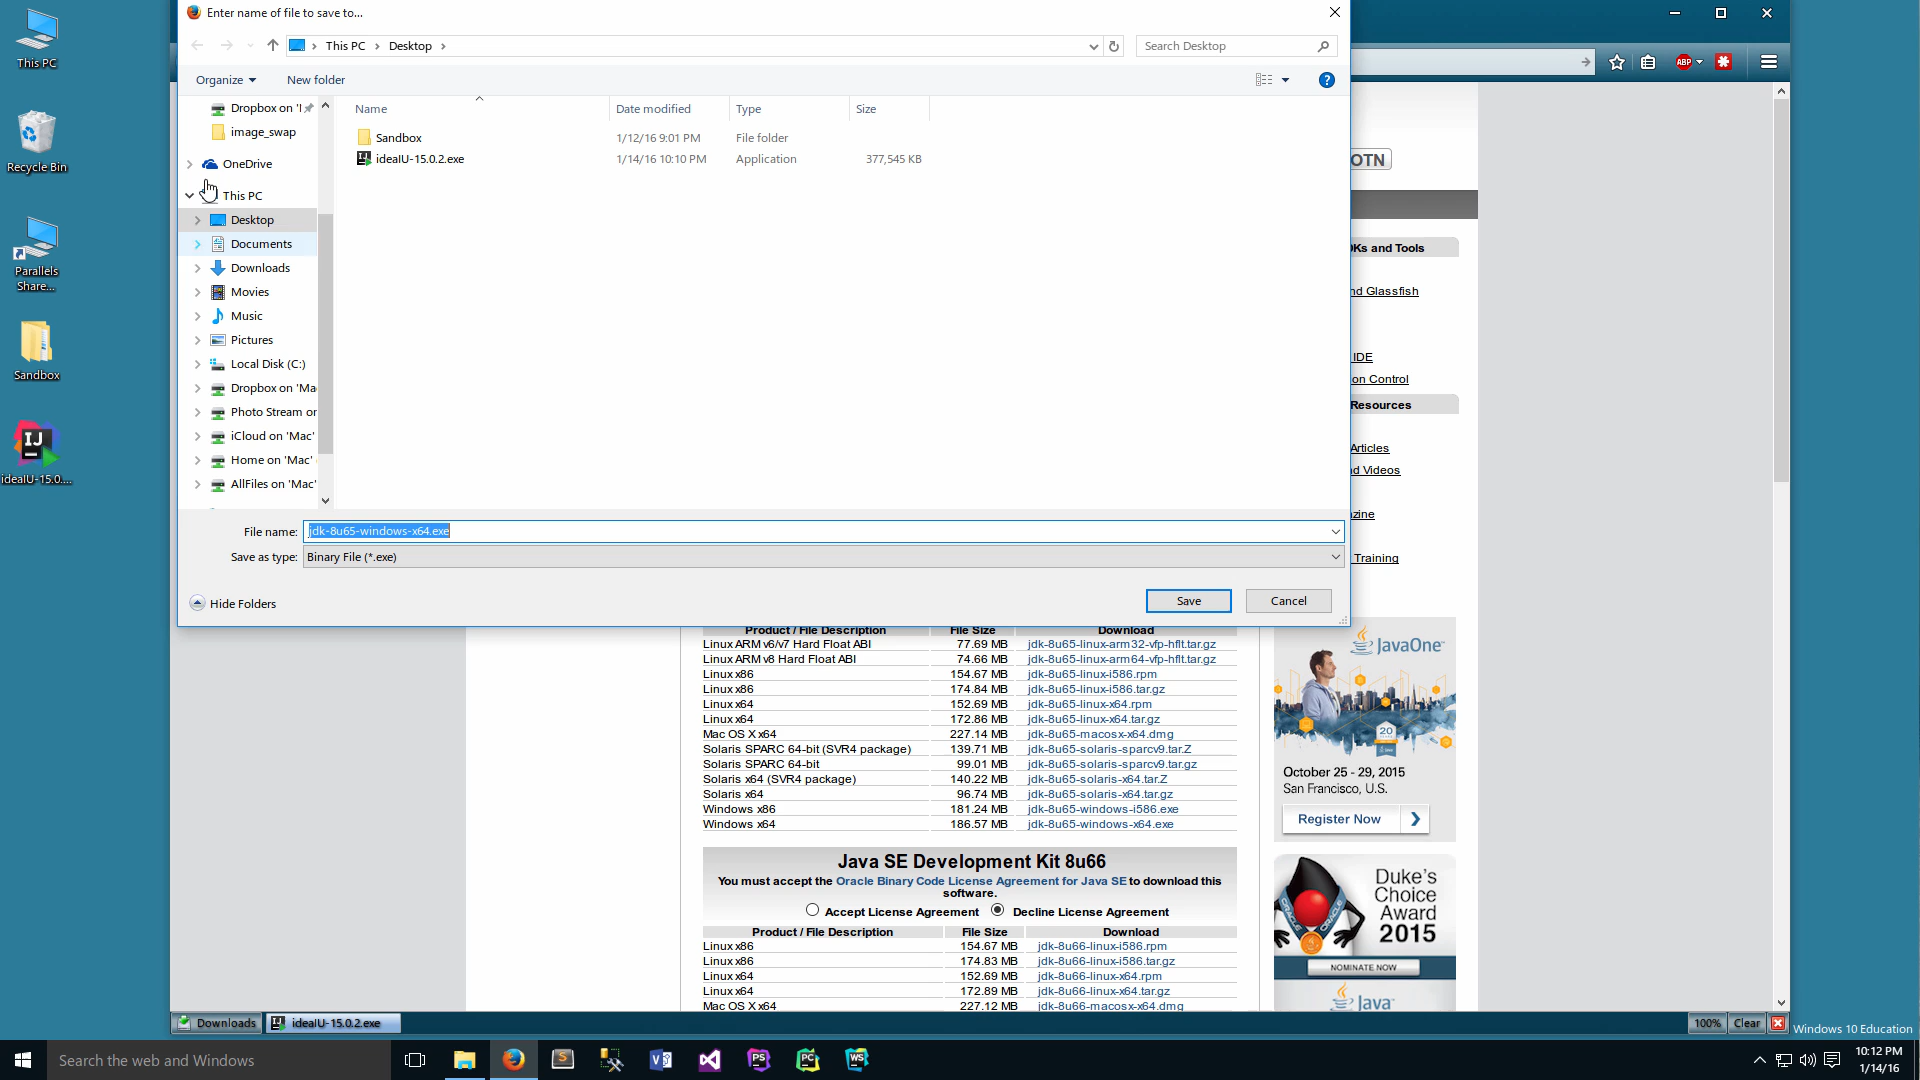 Enter name of file to save to...
This PC
Desktop
Search Desktop
Organize
New folder
Name
Date modified
Type
Size
Dropbox on '
image_swap
OneDrive
This PC
Desktop
Documents
Downloads
Movies
Music
Pictures
Local Disk (C:)
Dropbox on 'Ma
Photo Stream or
iCloud on 'Mac'
Home on 'Mac'
AllFiles on 'Mac'
Sandbox 1/12/16 9:01 PM File folder
ideaIU-15.0.2.exe 1/14/16 10:10 PM Application 377,545 KB
File name: jdk-8u65-windows-x64.exe
Save as type: Binary File (*.exe)
Hide Folders
Save
Cancel
This PC
Recycle Bin
Parallels
Share...
Sandbox
IJ
ideaIU-15.0....
ABP
OTN
Ks and Tools
nd Glassfish
IDE
on Control
Resources
Articles
nd Videos
zine
Training
Product / File Description File Size Download
Linux ARM v6/v7 Hard Float ABI 77.69 MB jdk-8u65-linux-arm32-vfp-hflt.tar.gz
Linux ARM v8 Hard Float ABI 74.66 MB jdk-8u65-linux-arm64-vfp-hflt.tar.gz
Linux x86 154.67 MB jdk-8u65-linux-i586.rpm
Linux x86 174.84 MB jdk-8u65-linux-i586.tar.gz
Linux x64 152.69 MB jdk-8u65-linux-x64.rpm
Linux x64 172.86 MB jdk-8u65-linux-x64.tar.gz
Mac OS X x64 227.14 MB jdk-8u65-macosx-x64.dmg
Solaris SPARC 64-bit (SVR4 package) 139.71 MB jdk-8u65-solaris-sparcv9.tar.Z
Solaris SPARC 64-bit 99.01 MB jdk-8u65-solaris-sparcv9.tar.gz
Solaris x64 (SVR4 package) 140.22 MB jdk-8u65-solaris-x64.tar.Z
Solaris x64 96.74 MB jdk-8u65-solaris-x64.tar.gz
Windows x86 181.24 MB jdk-8u65-windows-i586.exe
Windows x64 186.57 MB jdk-8u65-windows-x64.exe
Java SE Development Kit 8u66
You must accept the Oracle Binary Code License Agreement for Java SE to download this
software.
Accept License Agreement Decline License Agreement
Product / File Description File Size Download
Linux x86 154.67 MB jdk-8u66-linux-i586.rpm
Linux x86 174.83 MB jdk-8u66-linux-i586.tar.gz
Linux x64 152.69 MB jdk-8u66-linux-x64.rpm
Linux x64 172.89 MB jdk-8u66-linux-x64.tar.gz
Mac OS X x64 227.12 MB jdk-8u66-macosx-x64.dmg
JavaOne
20
October 25 - 29, 2015
San Francisco, U.S.
Register Now
Duke's
Choice
Award
2015
NOMINATE NOW
Java
Downloads
ideaIU-15.0.2.exe
100%
Clear
Windows 10 Education
Search the web and Windows
PS
PC
WS
10:12 PM
1/14/16